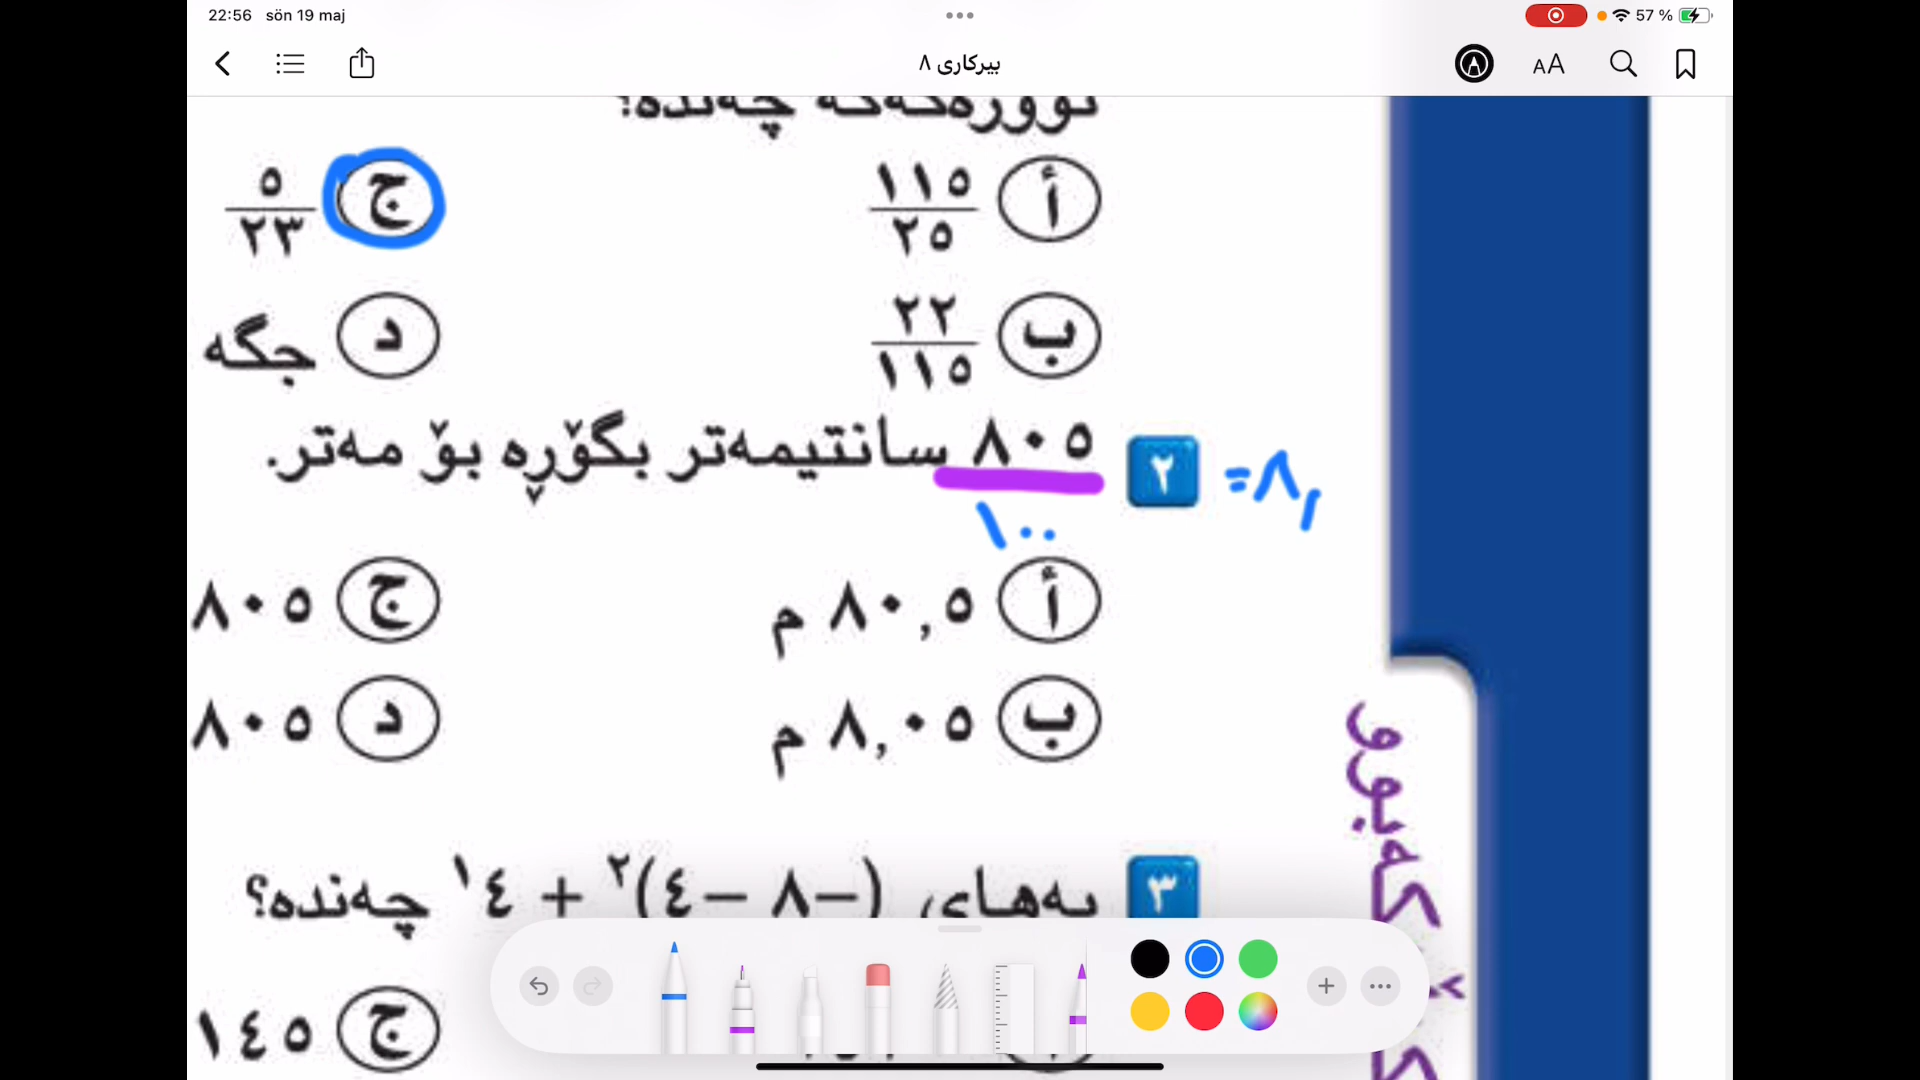 22:56 sön 19 maj
57 %
بیرکاری ٨
AA
چەندە؟
أ ١١٥/٢٥
ج ٥/٢٣
ب ٢٢/١١٥
د جگە
٢ ٨٠٥ سانتیمەتر بگۆڕە بۆ مەتر.
=٨,
١٠٠
أ ٨٠,٥ م
ج ٨٠٥
ب ٨,٠٥ م
د ٨٠٥
٣ بەهای (−٨ −٤)٢ + ٤١ چەندە؟
ج ١٤٥